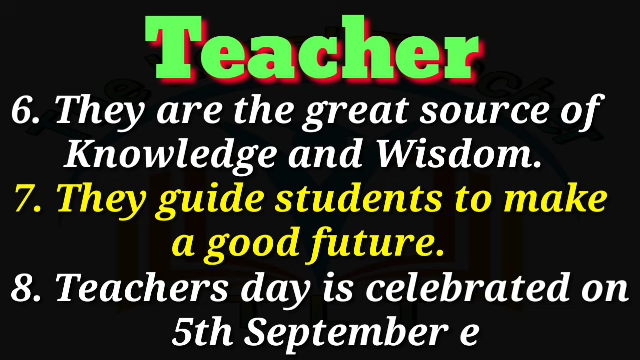 Teacher
6. They are the great source of
Knowledge and Wisdom.
7. They guide students to make
a good future.
8. Teachers day is celebrated on
5th September e